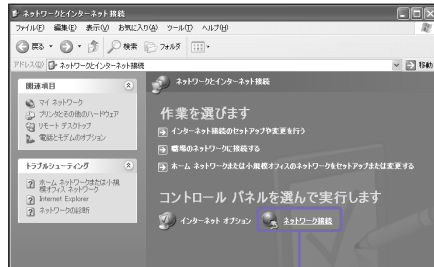 ネットワークとインターネット接続
ファイル(F) 編集(E) 表示(V) お気に入り(A) ツール(T) ヘルプ(H)
戻る 検索 フォルダ
アドレス(D) ネットワークとインターネット接続 移動
関連項目
マイ ネットワーク
プリンタとその他のハードウェア
リモート デスクトップ
電話とモデムのオプション
トラブルシューティング
ホーム ネットワークまたは小規
模オフィス ネットワーク
Internet Explorer
ネットワークの診断
ネットワークとインターネット接続
作業を選びます
インターネット接続のセットアップや変更を行う
職場のネットワークに接続する
ホーム ネットワークまたは小規模オフィスのネットワークをセットアップまたは変更する
コントロール パネルを選んで実行します
インターネット オプション ネットワーク接続